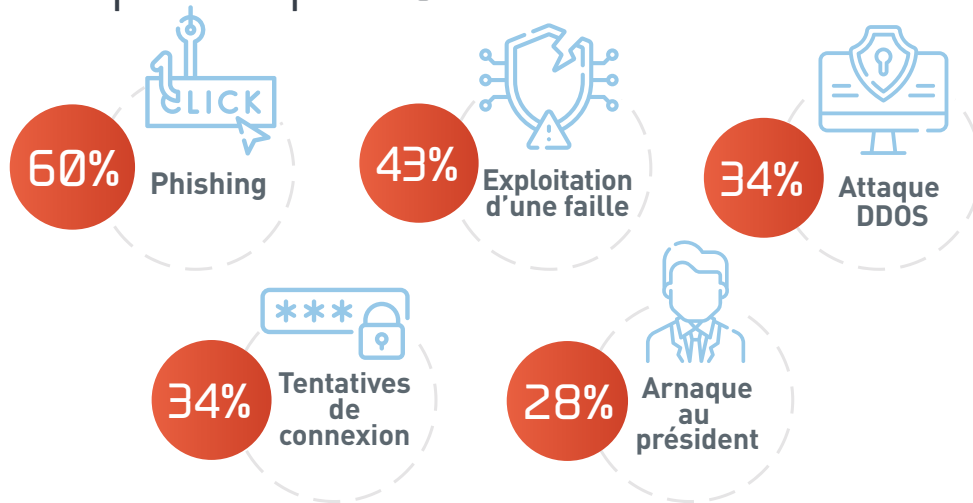 CLICK
60%
Phishing
43%
Exploitation
d’une faille
34%
Attaque
DDOS
***
34%
Tentatives
de
connexion
28%
Arnaque
au
président